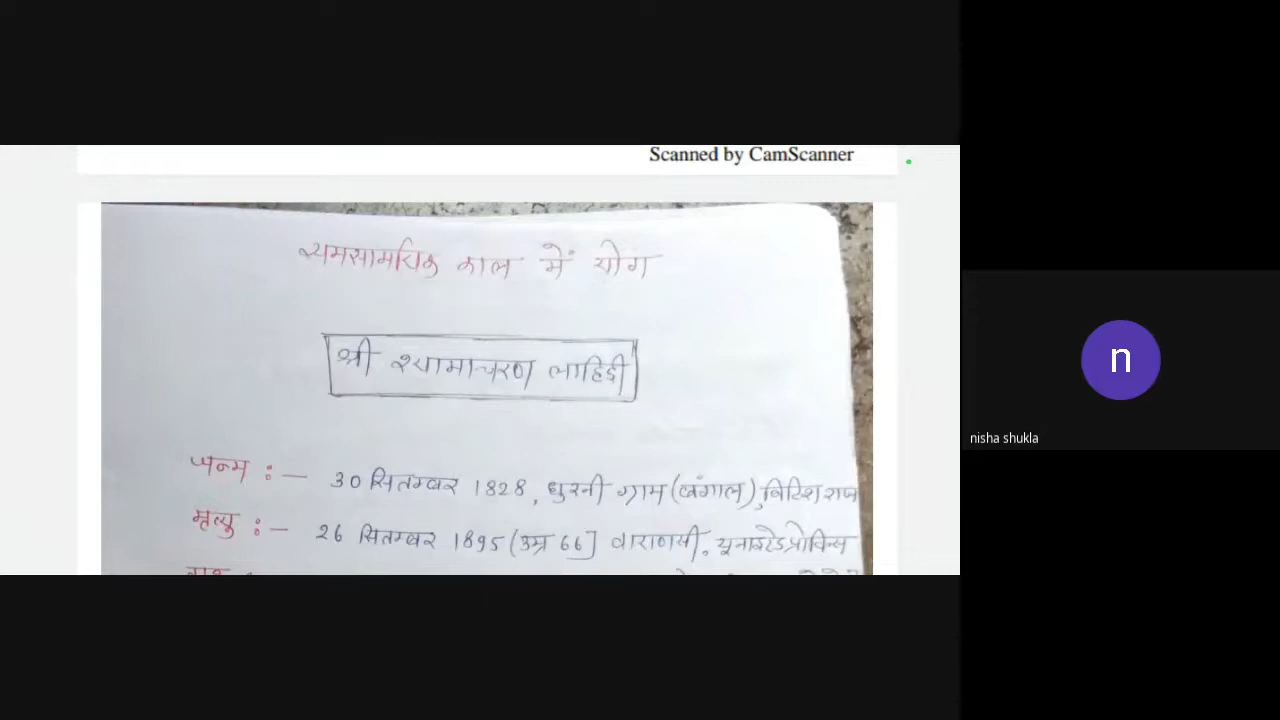 Scanned by CamScanner
समसामयिक काल में योग
श्री श्यामाचरण लाहिडी
जन्म :— 30 सितम्बर 1828, घुरनी ग्राम (बंगाल), ब्रिटिश राज
मृत्यु :— 26 सितम्बर 1895 (उम्र 66] वाराणसी, यूनाइटेड प्रोविन्स
n
nisha shukla